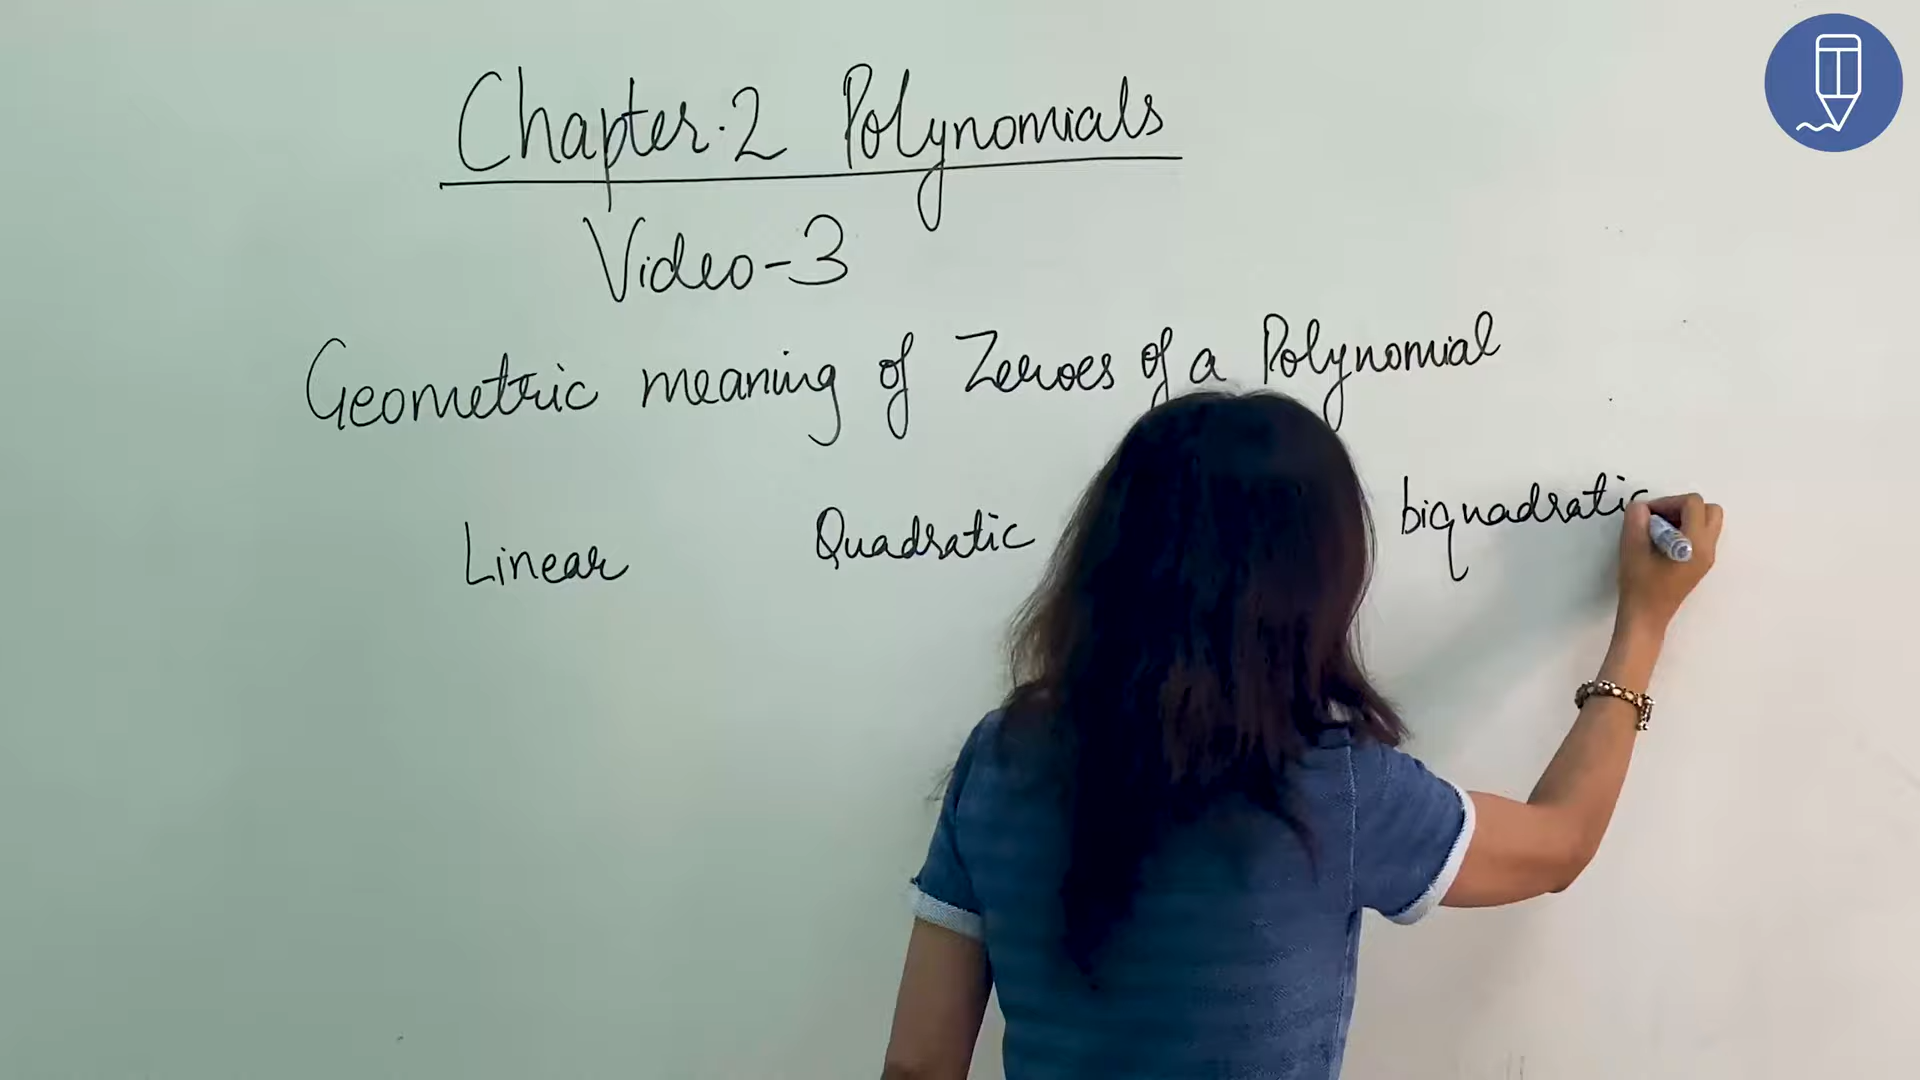 Chapter.2 Polynomials
Video-3
Geometric meaning of Zeroes of a Polynomial
Linear Quadratic biquadratic